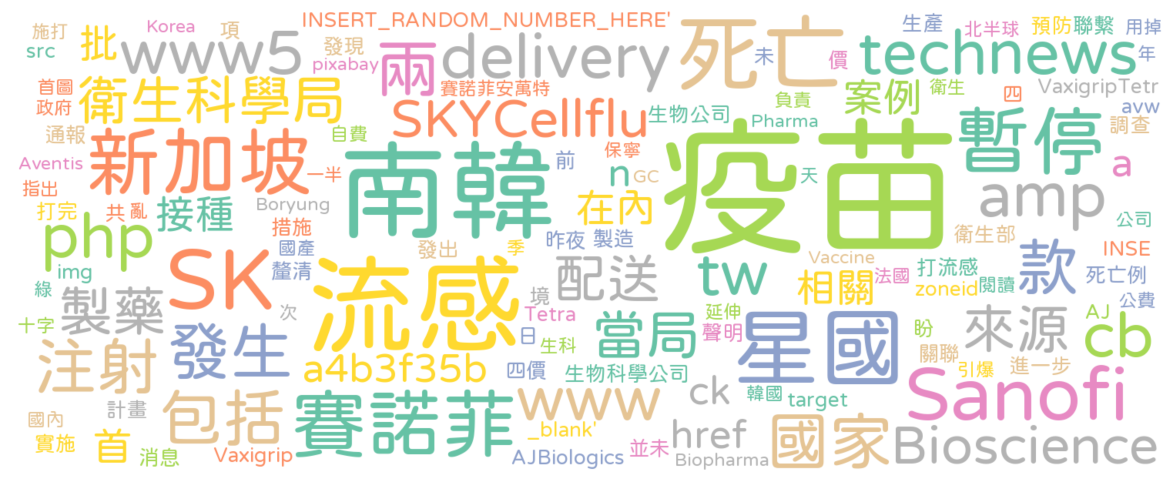 施打 Korea 項 INSERT_RANDOM_NUMBER_HERE' 死亡 生產 北半球 預防 聯繫 用掉
src 批 www5 發現 兩 delivery 未 價 technews 年
首圖 衛生科學局 pixabay 賽諾菲安萬特 案例 衛生 四 VaxigripTetr
政府 SKYCellflu 生物公司 負責 暫停 avw
通報 新加坡 自費 南韓 保寧 疫苗 Pharma 調查
Aventis 一半 前 n GC 天 amp a
指出 接種 Boryung 在內
打完 共 亂 措施 昨夜 製造 衛生部 公司
php SK 國產 流感 發出 季 配送 tw Vaccine 款 INSE
img 釐清 相關 法國 打流感 閱讀 死亡例
綠 製藥 次 境 Tetra 延伸 zoneid 公費
十字 發生 日 當局 聲明 星國 盼 來源 AJ cb
注射 a4b3f35b 生科 四價 生物科學公司 關聯 進一步
包括 賽諾菲 www ck 韓國 target 引爆 Sanofi
國內 計畫 _blank' href 國家 Bioscience
實施 首 消息 Vaxigrip AJBiologics 並未 Biopharma